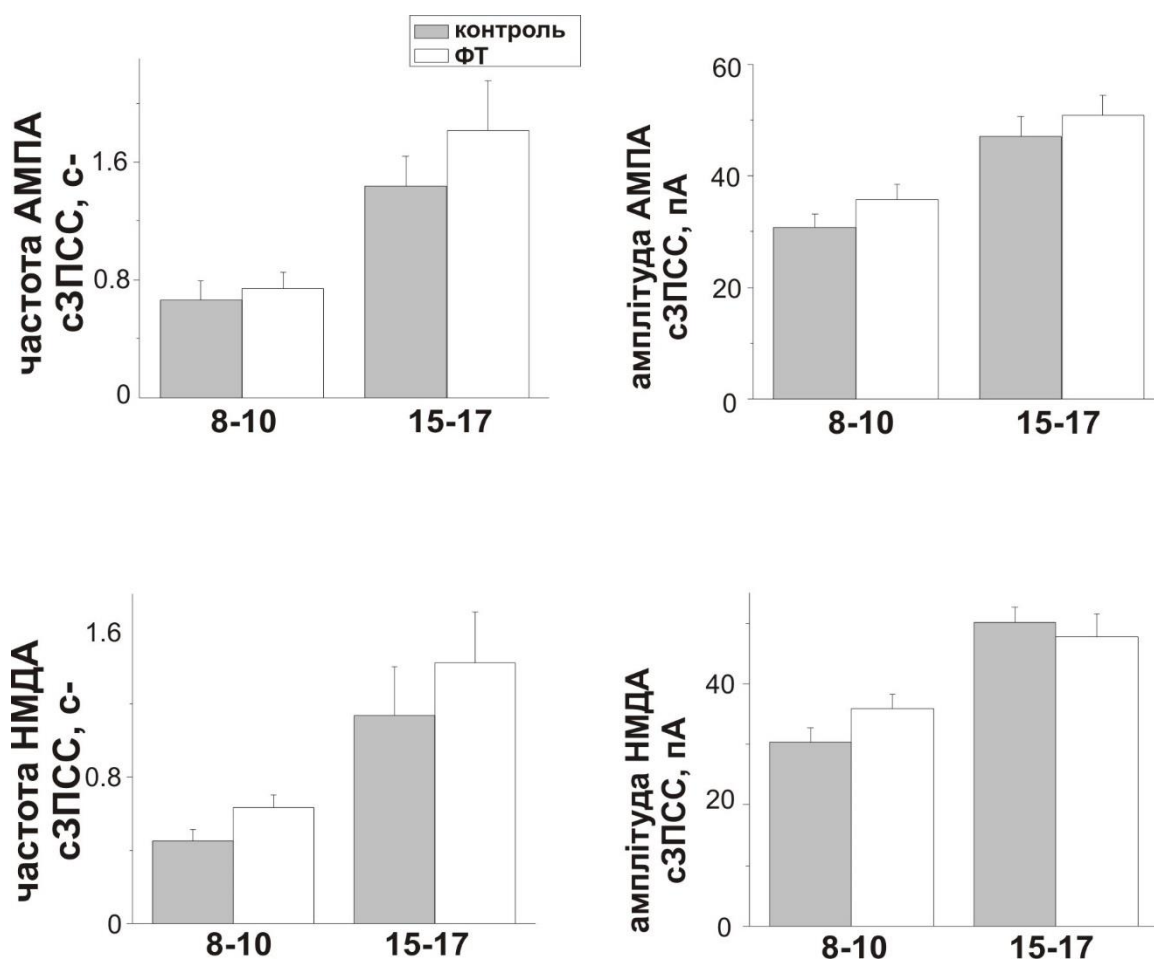 контроль
ФТ
частота АМПА
сЗПСС, с-
1.6
0.8
0
8-10
15-17
амплітуда АМПА
сЗПСС, пА
60
40
20
0
8-10
15-17
частота НМДА
сЗПСС, с-
1.6
0.8
0
8-10
15-17
амплітуда НМДА
сЗПСС, пА
40
20
0
8-10
15-17